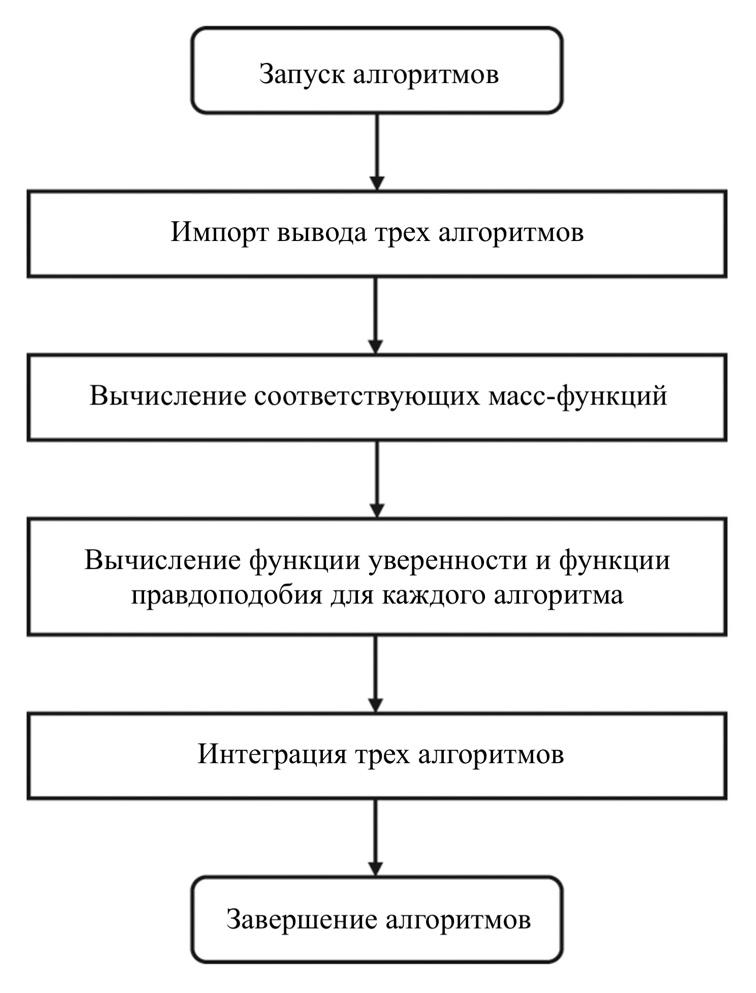 Запуск алгоритмов
Импорт вывода трех алгоритмов
Вычисление соответствующих масс-функций
Вычисление функции уверенности и функции
правдоподобия для каждого алгоритма
Интеграция трех алгоритмов
Завершение алгоритмов